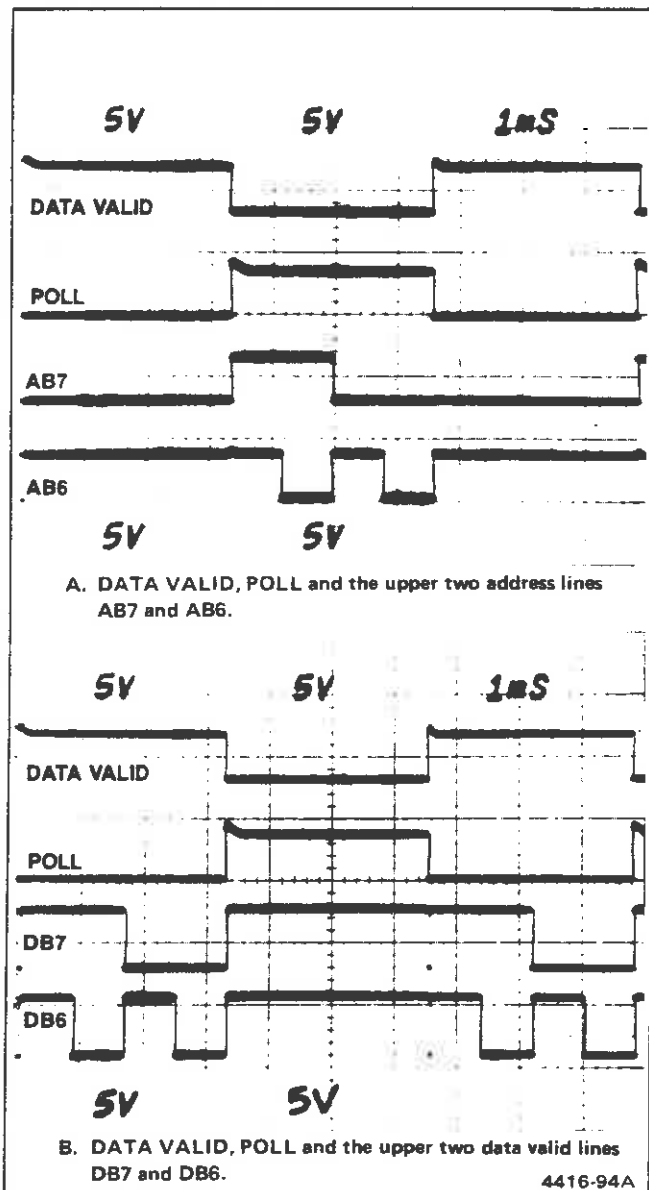 5V 5V 1mS
DATA VALID
POLL
AB7
AB6
5V 5V
A. DATA VALID, POLL and the upper two address lines
AB7 and AB6.
5V 5V 1mS
DATA VALID
POLL
DB7
DB6
5V 5V
B. DATA VALID, POLL and the upper two data valid lines
DB7 and DB6.
4416-94A